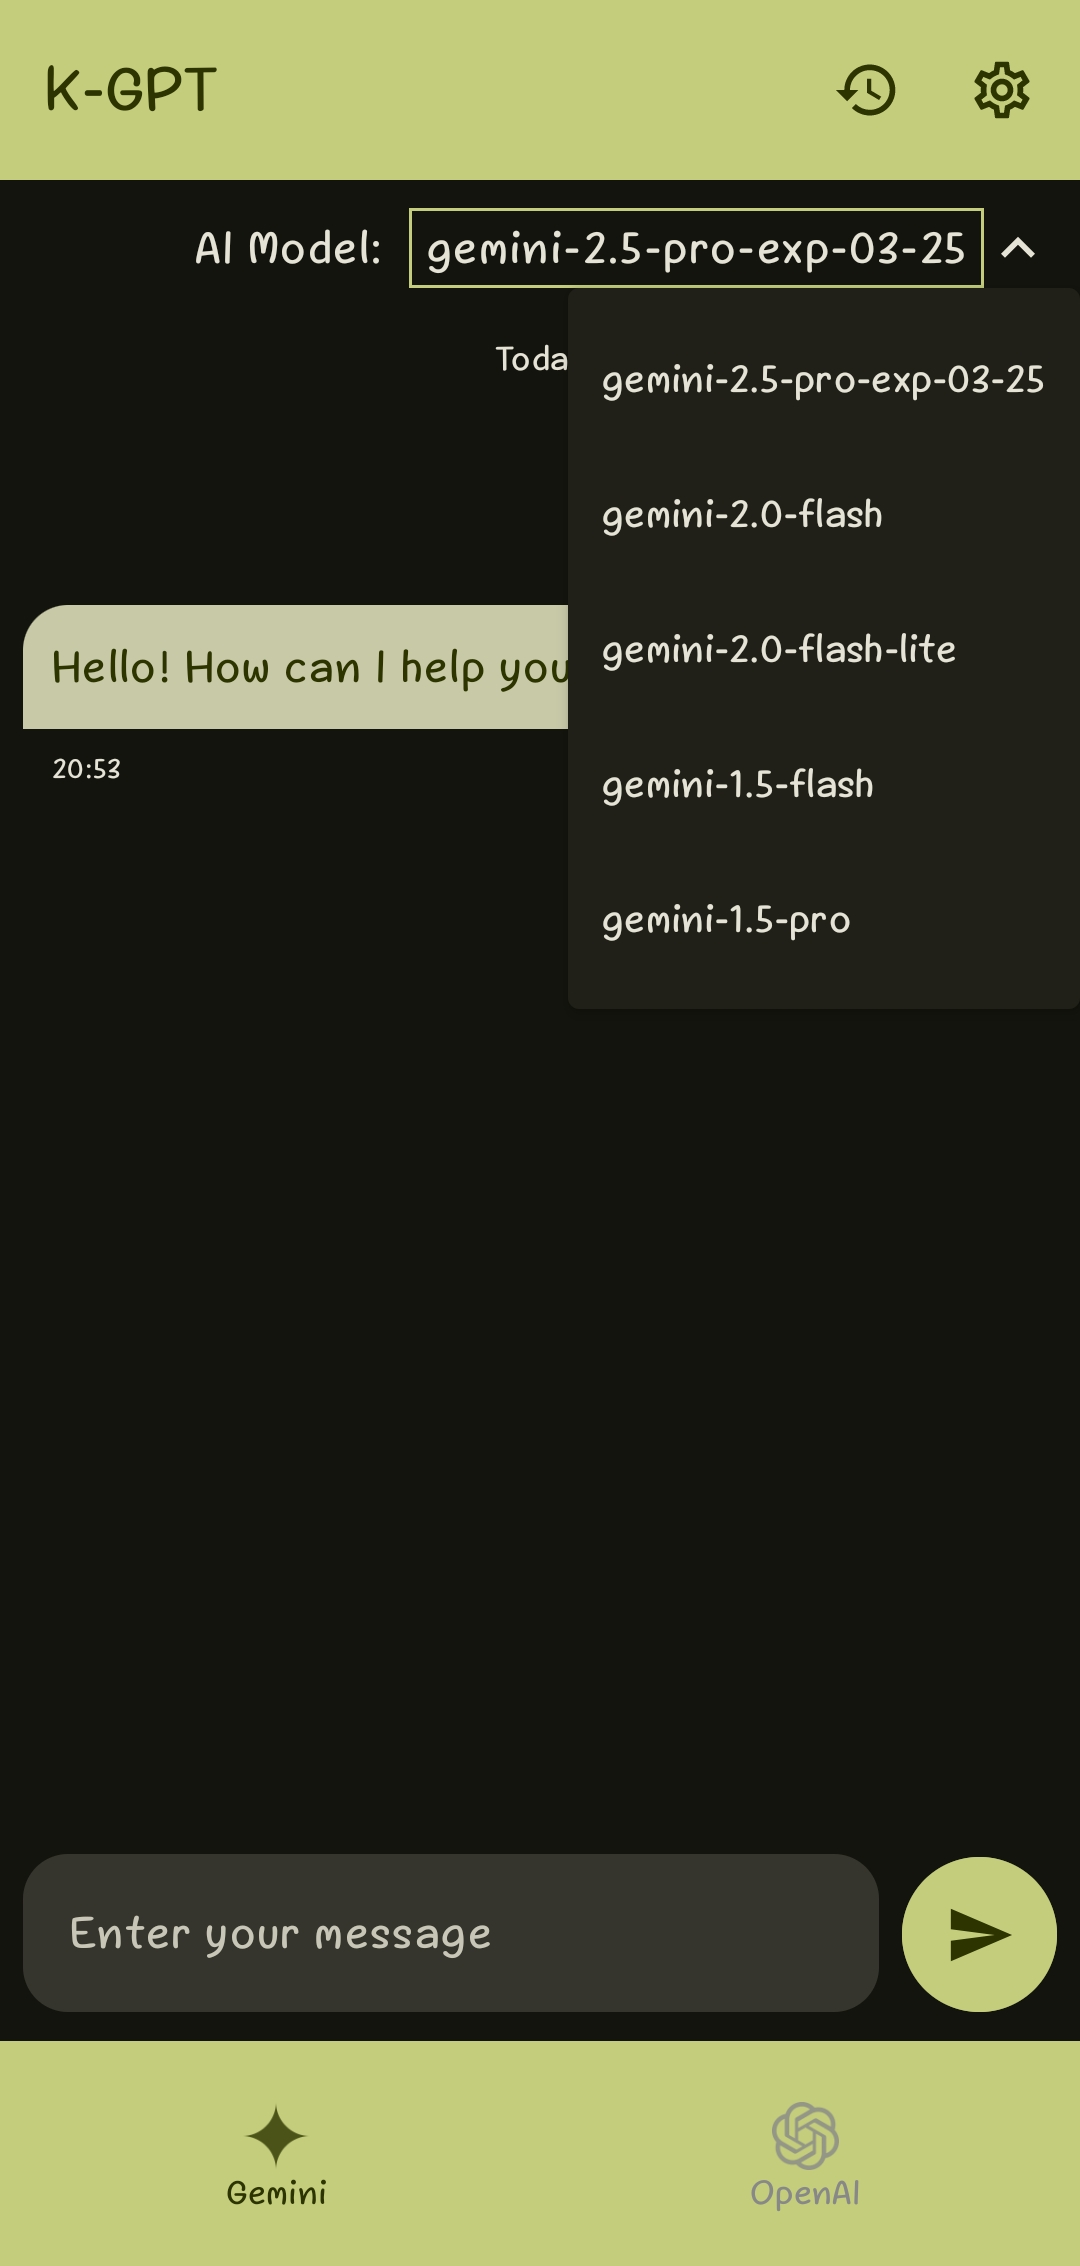 K-GPT
AI Model: gemini-2.5-pro-exp-03-25
gemini-2.5-pro-exp-03-25
gemini-2.0-flash
gemini-2.0-flash-lite
gemini-1.5-flash
gemini-1.5-pro
Toda
Hello! How can I help you
20:53
Enter your message
Gemini
OpenAI